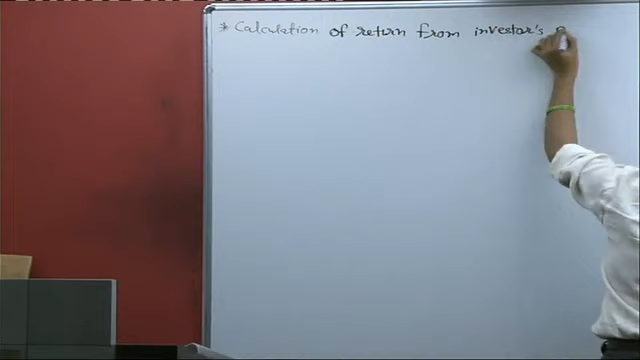 * Calculation of return from investor's